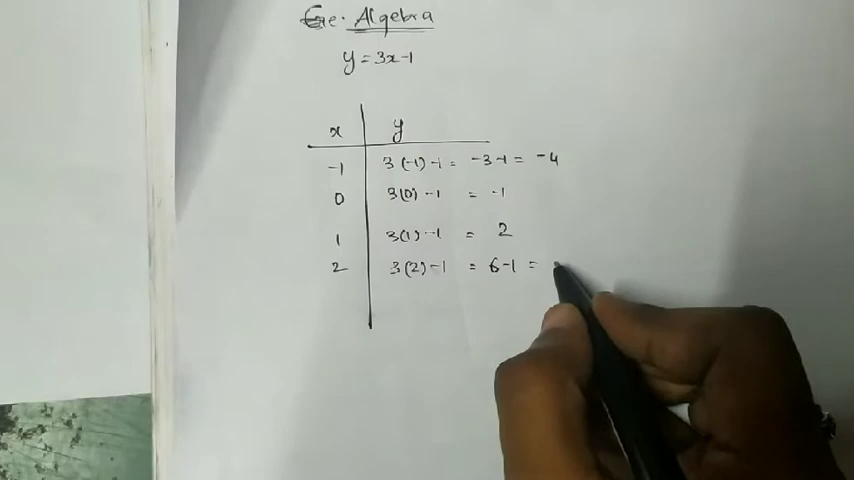 Ge. Algebra
y = 3x-1
x y
-1 3(-1)-1 = -3-1 = -4
0 3(0)-1 = -1
1 3(1)-1 = 2
2 3(2)-1 = 6-1 =